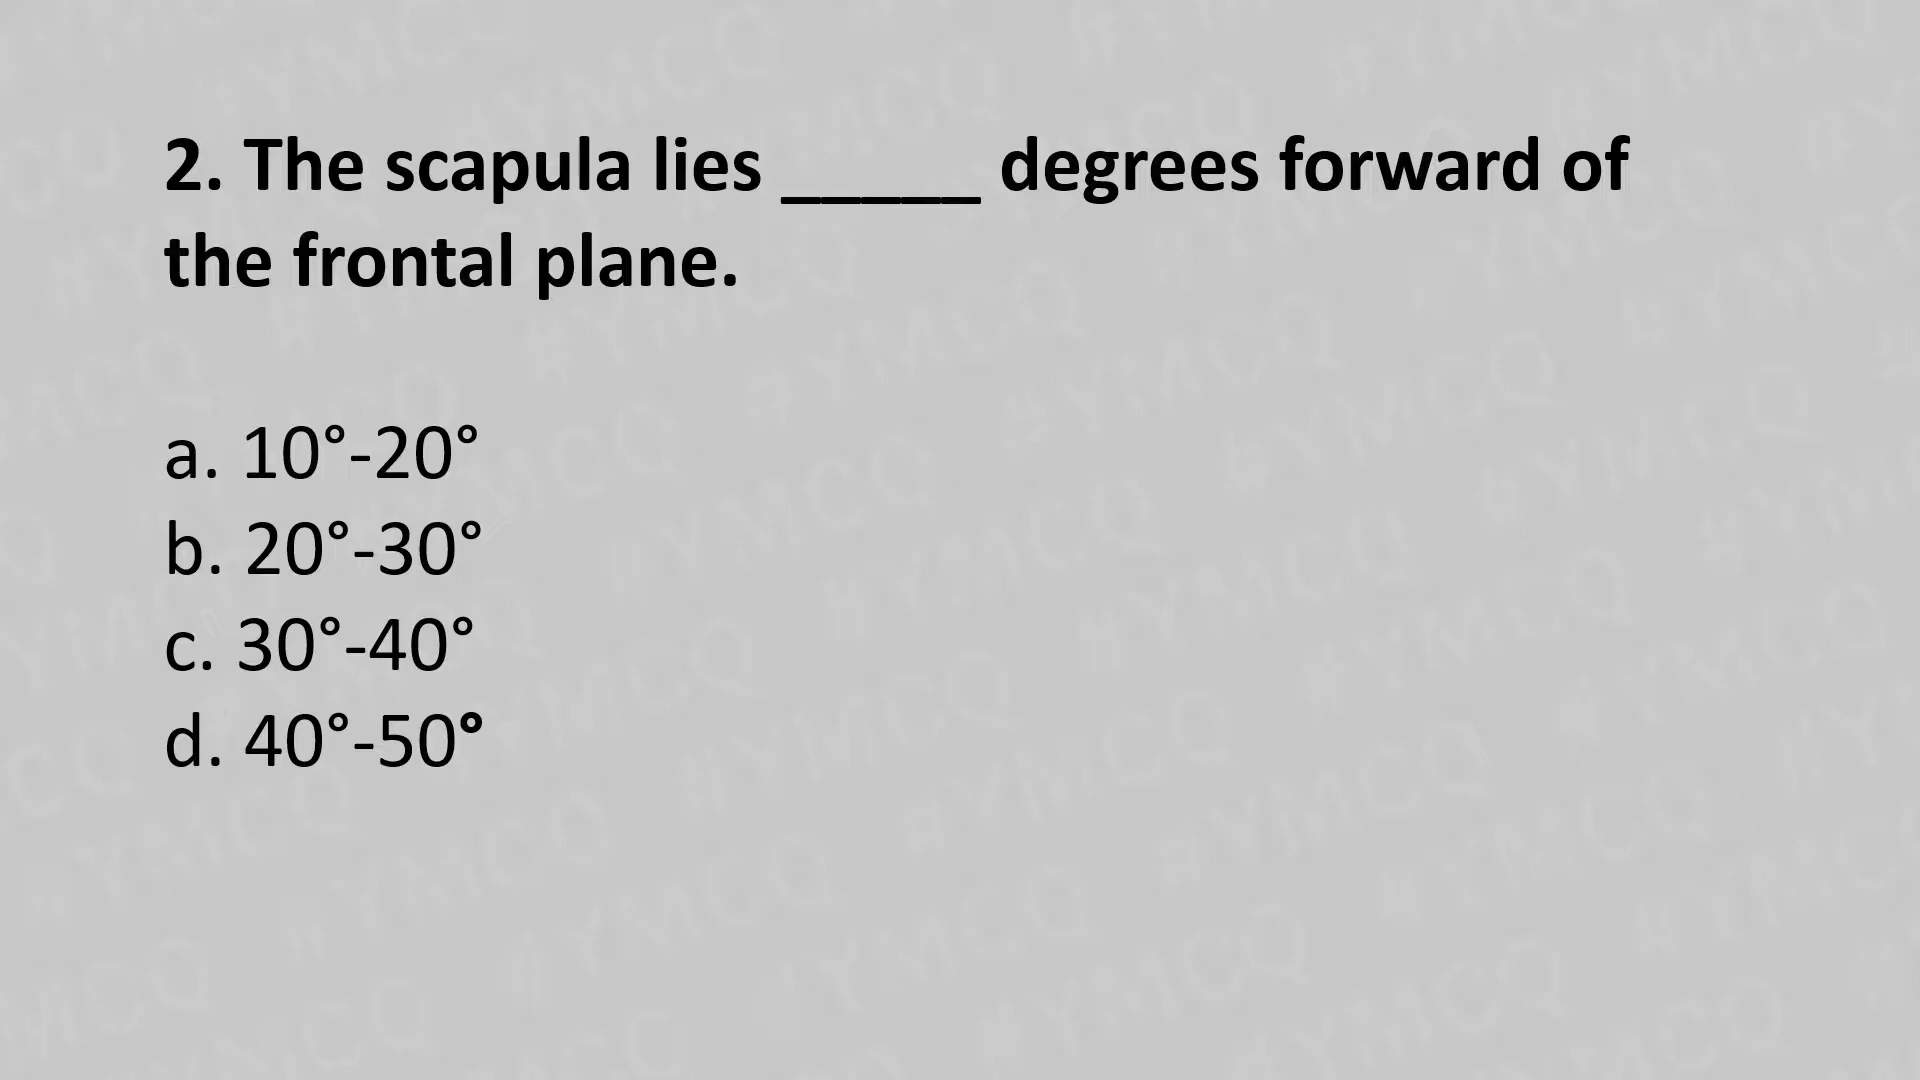 2. The scapula lies _____ degrees forward of
the frontal plane.
a. 10°-20°
b. 20°-30°
c. 30°-40°
d. 40°-50°